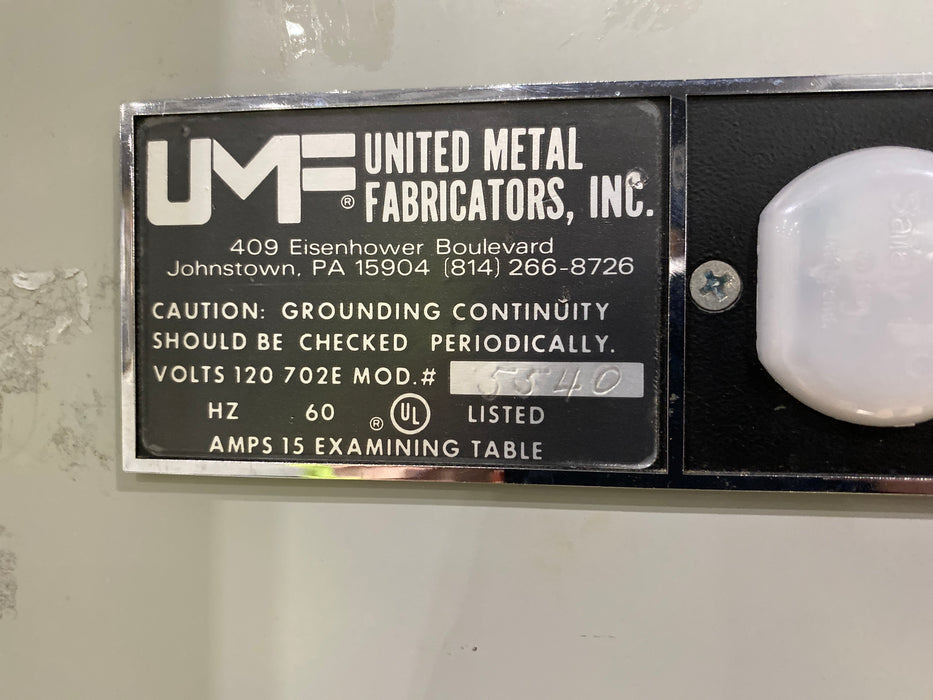 UMF® UNITED METAL
FABRICATORS, INC.
409 Eisenhower Boulevard
Johnstown, PA 15904 (814) 266-8726
CAUTION: GROUNDING CONTINUITY
SHOULD BE CHECKED PERIODICALLY.
VOLTS 120 702E MOD.# 5540
HZ 60 ® UL LISTED
AMPS 15 EXAMINING TABLE